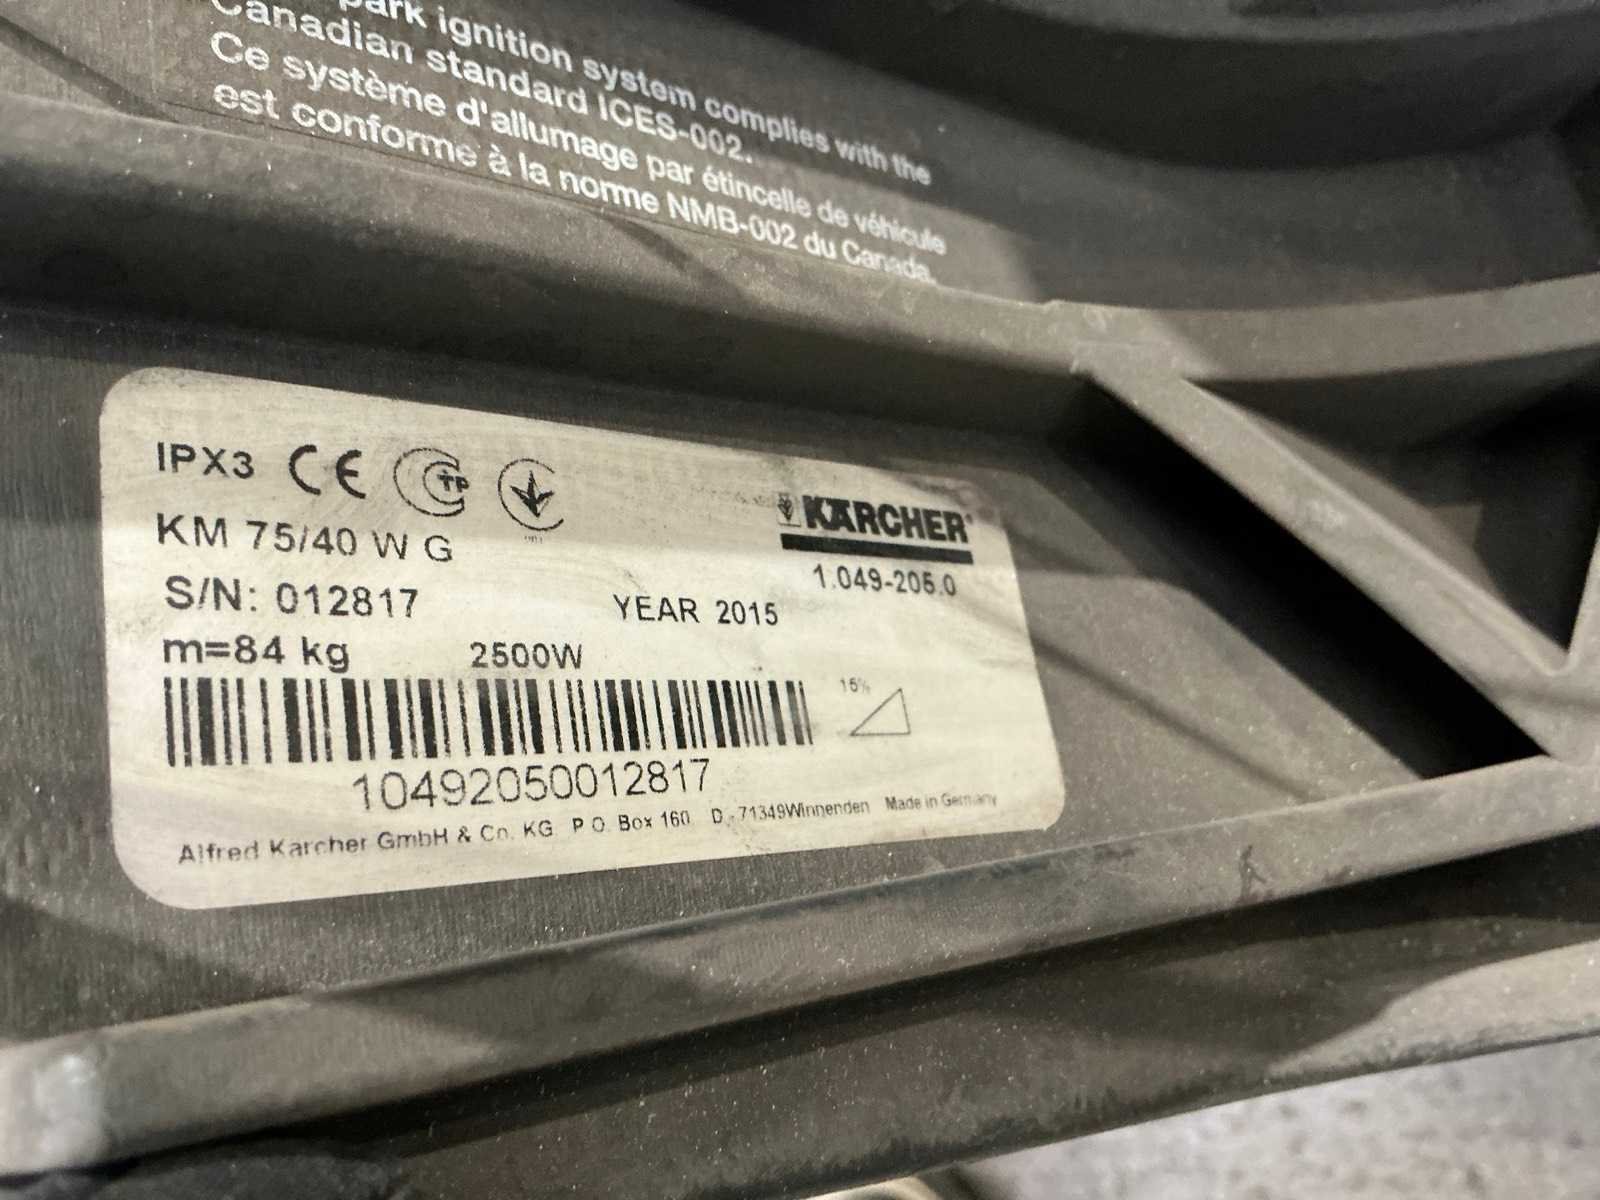 park ignition system complies with the
Canadian standard ICES-002.
Ce système d'allumage par étincelle de véhicule
est conforme à la norme NMB-002 du Canada.
IPX3 CE
KM 75/40 W G
KÄRCHER
1.049-205.0
S/N: 012817 YEAR 2015
m=84 kg 2500W
15%
10492050012817
Alfred Karcher GmbH & Co. KG P.O. Box 160 D.-71349Winnenden Made in Germany